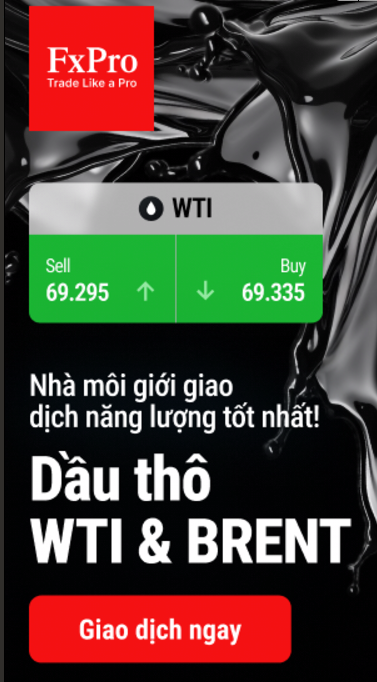 FxPro
Trade Like a Pro
WTI
Sell
Buy
69.295
69.335
Nhà môi giới giao
dịch năng lượng tốt nhất!
Dầu thô
WTI & BRENT
Giao dịch ngay